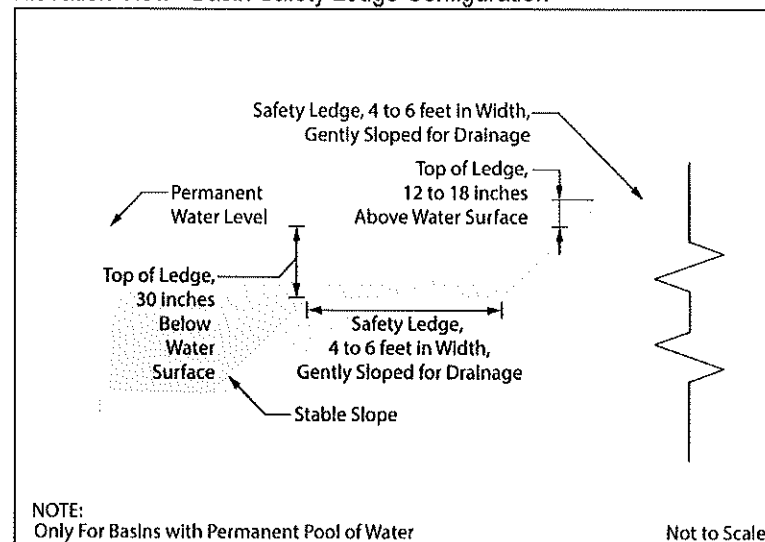 Safety Ledge, 4 to 6 feet in Width,
Gently Sloped for Drainage
Top of Ledge,
12 to 18 inches
Above Water Surface
Permanent
Water Level
Top of Ledge,
30 inches
Below
Water
Surface
Safety Ledge,
4 to 6 feet in Width,
Gently Sloped for Drainage
Stable Slope
NOTE:
Only For Basins with Permanent Pool of Water
Not to Scale